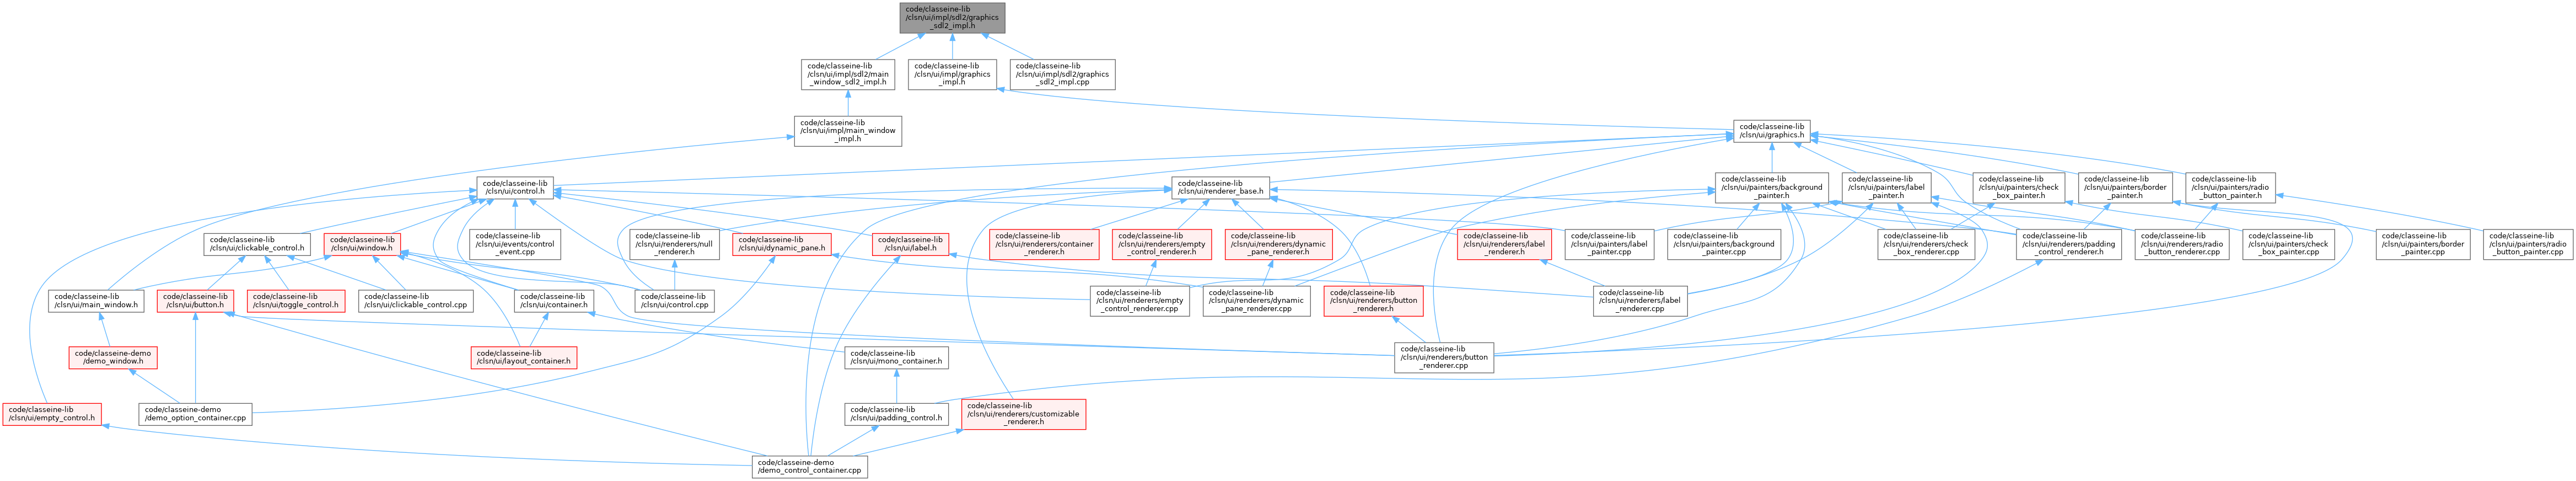 code/classeine-lib
/clsn/ui/impl/sdl2/graphics
_sdl2_impl.h
code/classeine-lib
/clsn/ui/impl/sdl2/main
_window_sdl2_impl.h
code/classeine-lib
/clsn/ui/impl/graphics
_impl.h
code/classeine-lib
/clsn/ui/impl/sdl2/graphics
_sdl2_impl.cpp
code/classeine-lib
/clsn/ui/impl/main_window
_impl.h
code/classeine-lib
/clsn/ui/graphics.h
code/classeine-lib
/clsn/ui/control.h
code/classeine-lib
/clsn/ui/renderer_base.h
code/classeine-lib
/clsn/ui/painters/background
_painter.h
code/classeine-lib
/clsn/ui/painters/label
_painter.h
code/classeine-lib
/clsn/ui/painters/check
_box_painter.h
code/classeine-lib
/clsn/ui/painters/border
_painter.h
code/classeine-lib
/clsn/ui/painters/radio
_button_painter.h
code/classeine-lib
/clsn/ui/clickable_control.h
code/classeine-lib
/clsn/ui/window.h
code/classeine-lib
/clsn/ui/events/control
_event.cpp
code/classeine-lib
/clsn/ui/renderers/null
_renderer.h
code/classeine-lib
/clsn/ui/dynamic_pane.h
code/classeine-lib
/clsn/ui/label.h
code/classeine-lib
/clsn/ui/renderers/container
_renderer.h
code/classeine-lib
/clsn/ui/renderers/empty
_control_renderer.h
code/classeine-lib
/clsn/ui/renderers/dynamic
_pane_renderer.h
code/classeine-lib
/clsn/ui/renderers/label
_renderer.h
code/classeine-lib
/clsn/ui/painters/label
_painter.cpp
code/classeine-lib
/clsn/ui/painters/background
_painter.cpp
code/classeine-lib
/clsn/ui/renderers/check
_box_renderer.cpp
code/classeine-lib
/clsn/ui/renderers/padding
_control_renderer.h
code/classeine-lib
/clsn/ui/renderers/radio
_button_renderer.cpp
code/classeine-lib
/clsn/ui/painters/check
_box_painter.cpp
code/classeine-lib
/clsn/ui/painters/border
_painter.cpp
code/classeine-lib
/clsn/ui/painters/radio
_button_painter.cpp
code/classeine-lib
/clsn/ui/main_window.h
code/classeine-lib
/clsn/ui/button.h
code/classeine-lib
/clsn/ui/toggle_control.h
code/classeine-lib
/clsn/ui/clickable_control.cpp
code/classeine-lib
/clsn/ui/container.h
code/classeine-lib
/clsn/ui/control.cpp
code/classeine-lib
/clsn/ui/renderers/empty
_control_renderer.cpp
code/classeine-lib
/clsn/ui/renderers/dynamic
_pane_renderer.cpp
code/classeine-lib
/clsn/ui/renderers/button
_renderer.h
code/classeine-lib
/clsn/ui/renderers/label
_renderer.cpp
code/classeine-demo
/demo_window.h
code/classeine-lib
/clsn/ui/layout_container.h
code/classeine-lib
/clsn/ui/mono_container.h
code/classeine-lib
/clsn/ui/renderers/button
_renderer.cpp
code/classeine-lib
/clsn/ui/empty_control.h
code/classeine-demo
/demo_option_container.cpp
code/classeine-lib
/clsn/ui/padding_control.h
code/classeine-lib
/clsn/ui/renderers/customizable
_renderer.h
code/classeine-demo
/demo_control_container.cpp